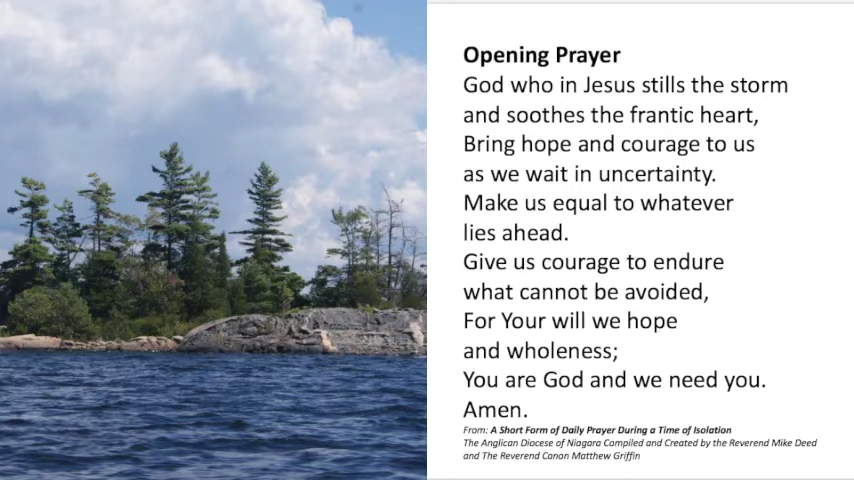 Opening Prayer
God who in Jesus stills the storm
and soothes the frantic heart,
Bring hope and courage to us
as we wait in uncertainty.
Make us equal to whatever
lies ahead.
Give us courage to endure
what cannot be avoided,
For Your will we hope
and wholeness;
You are God and we need you.
Amen.
From: A Short Form of Daily Prayer During a Time of Isolation
The Anglican Diocese of Niagara Compiled and Created by the Reverend Mike Deed
and The Reverend Canon Matthew Griffin